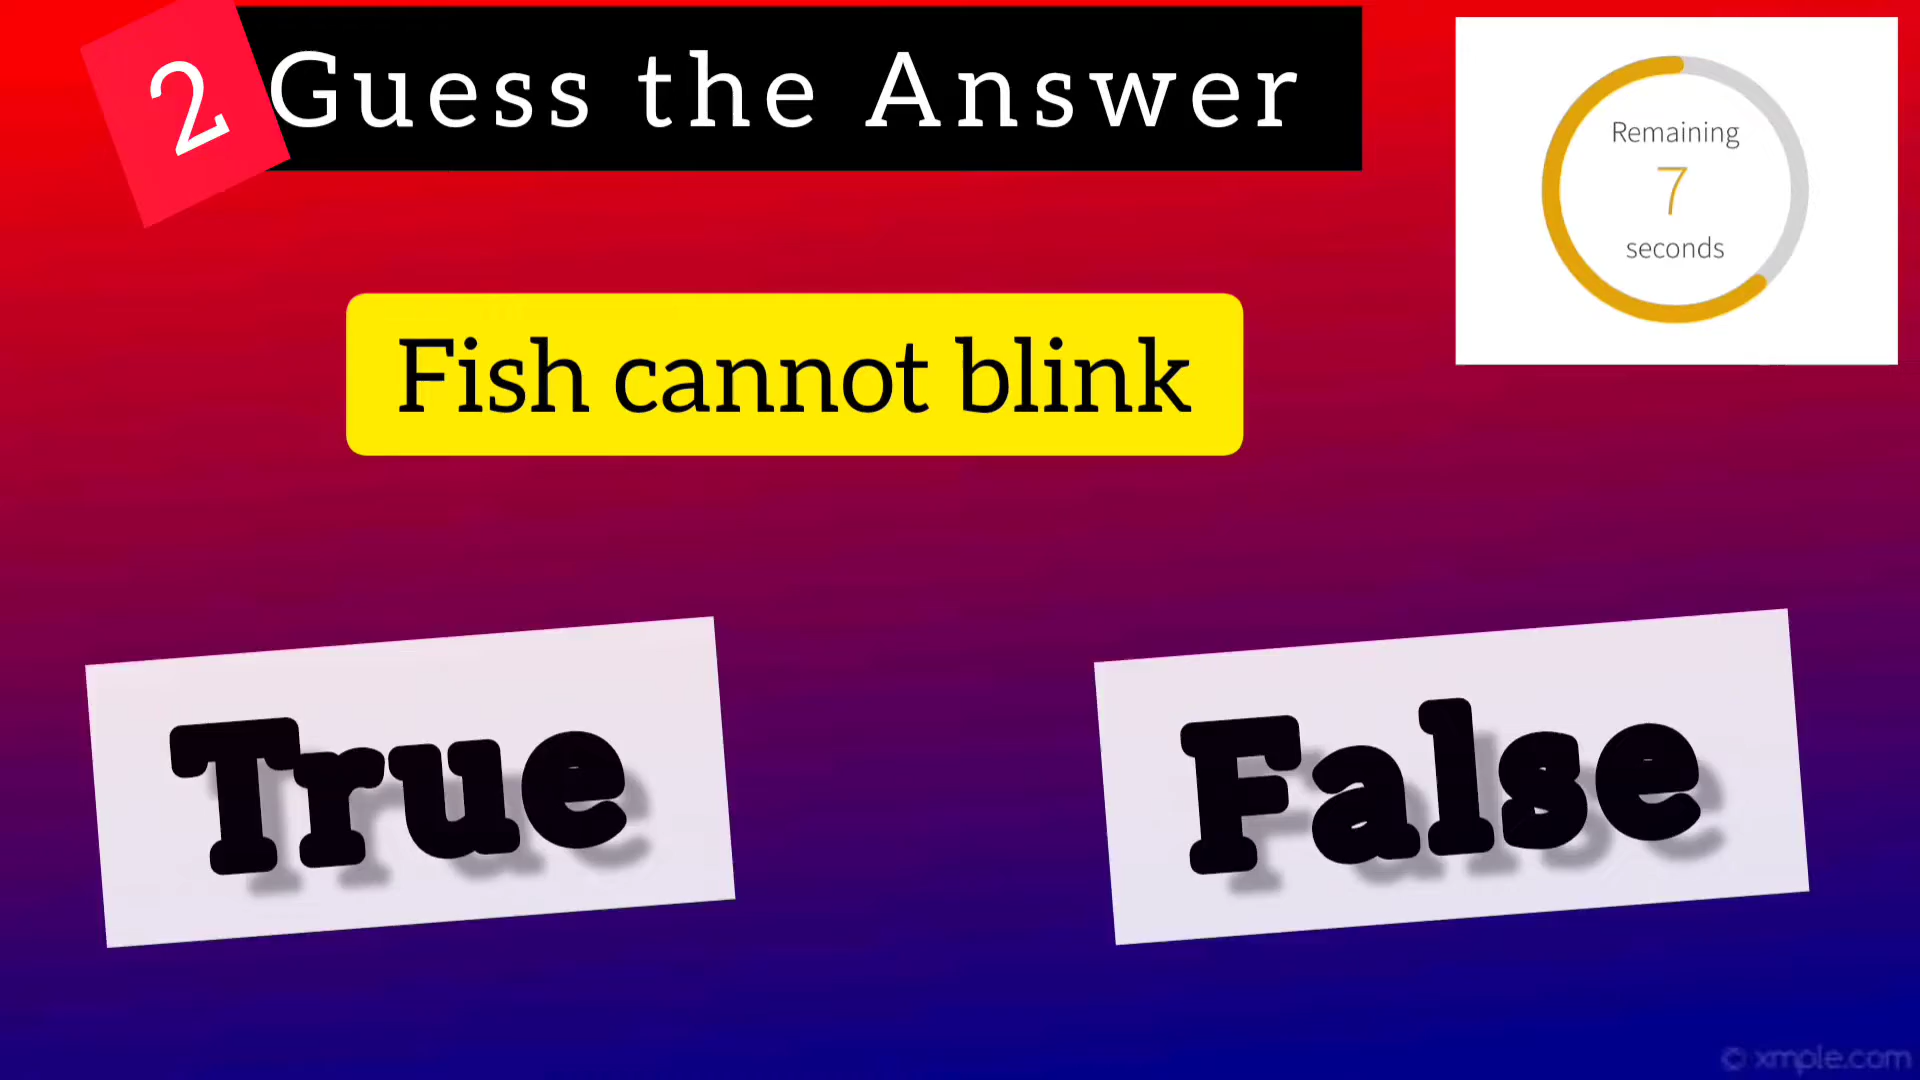 2
Guess the Answer
Remaining
7
seconds
Fish cannot blink
True
False
© xmple.com